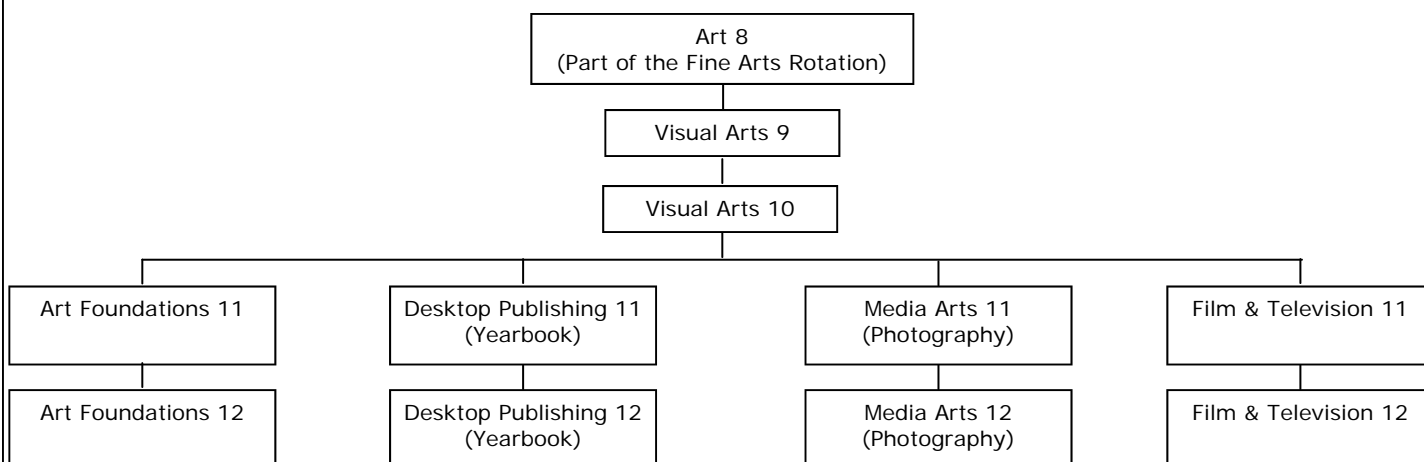 Art 8
(Part of the Fine Arts Rotation)
Visual Arts 9
Visual Arts 10
Art Foundations 11
Desktop Publishing 11
(Yearbook)
Media Arts 11
(Photography)
Film & Television 11
Art Foundations 12
Desktop Publishing 12
(Yearbook)
Media Arts 12
(Photography)
Film & Television 12